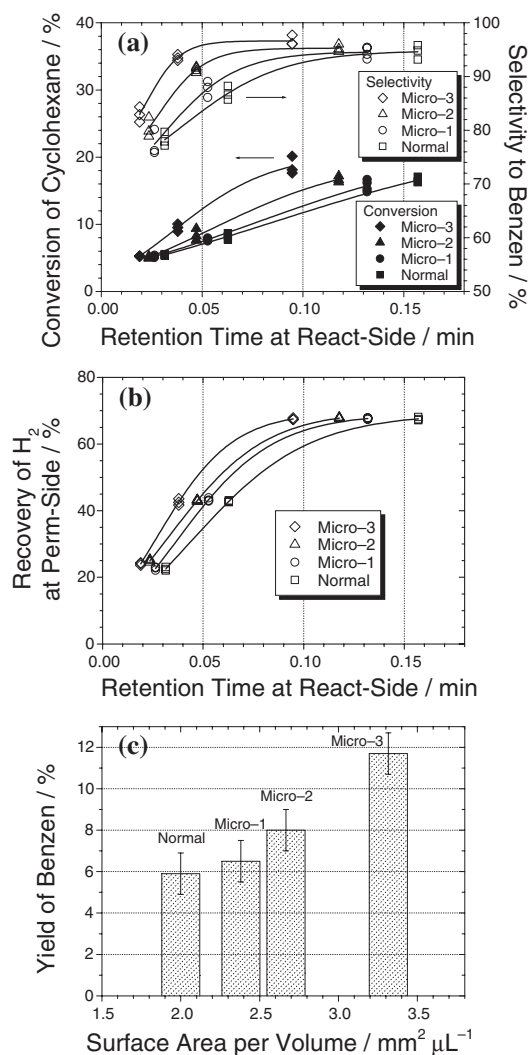 (a)
Conversion of Cyclohexane / %
40
30
20
10
0
Selectivity to Benzen / %
100
90
80
70
60
50
Selectivity
Micro–3
Micro–2
Micro–1
Normal
Conversion
Micro–3
Micro–2
Micro–1
Normal
0.00 0.05 0.10 0.15
Retention Time at React-Side / min
(b)
Recovery of H2
at Perm-Side / %
80
60
40
20
0
Micro–3
Micro–2
Micro–1
Normal
0.00 0.05 0.10 0.15
Retention Time at React-Side / min
(c)
Yield of Benzen / %
12
10
8
6
4
2
0
Normal
Micro–1
Micro–2
Micro–3
2.0 2.5 3.0 3.5
Surface Area per Volume / mm² μL⁻¹